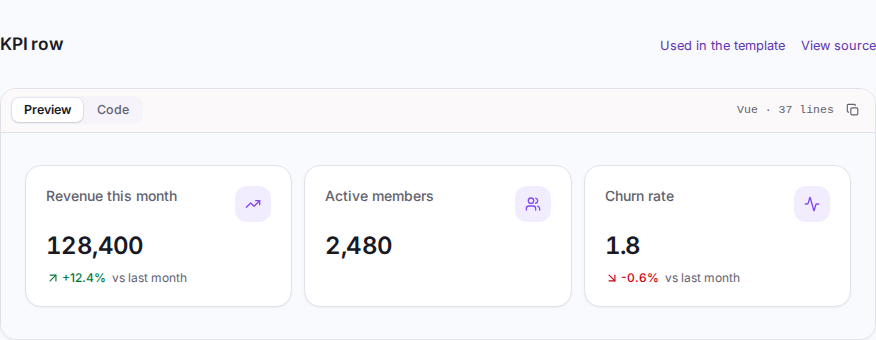 KPI row
Used in the template
View source
Preview
Code
Vue · 37 lines
Revenue this month
128,400
+12.4% vs last month
Active members
2,480
Churn rate
1.8
-0.6% vs last month